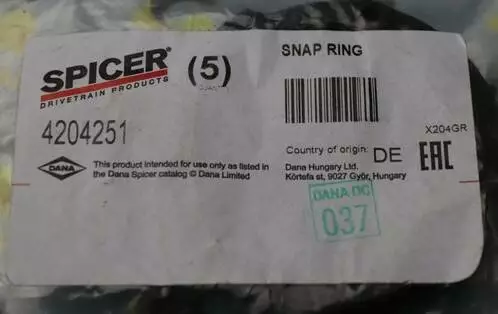 SPICER®
DRIVETRAIN PRODUCTS
(5)
SNAP RING
4204251
X204GR
DANA
This product intended for use only as listed in
the Dana Spicer catalog © Dana Limited
Country of origin: DE
EAC
Dana Hungary Ltd.
Körtefa st, 9027 Győr, Hungary
DANA DG
037